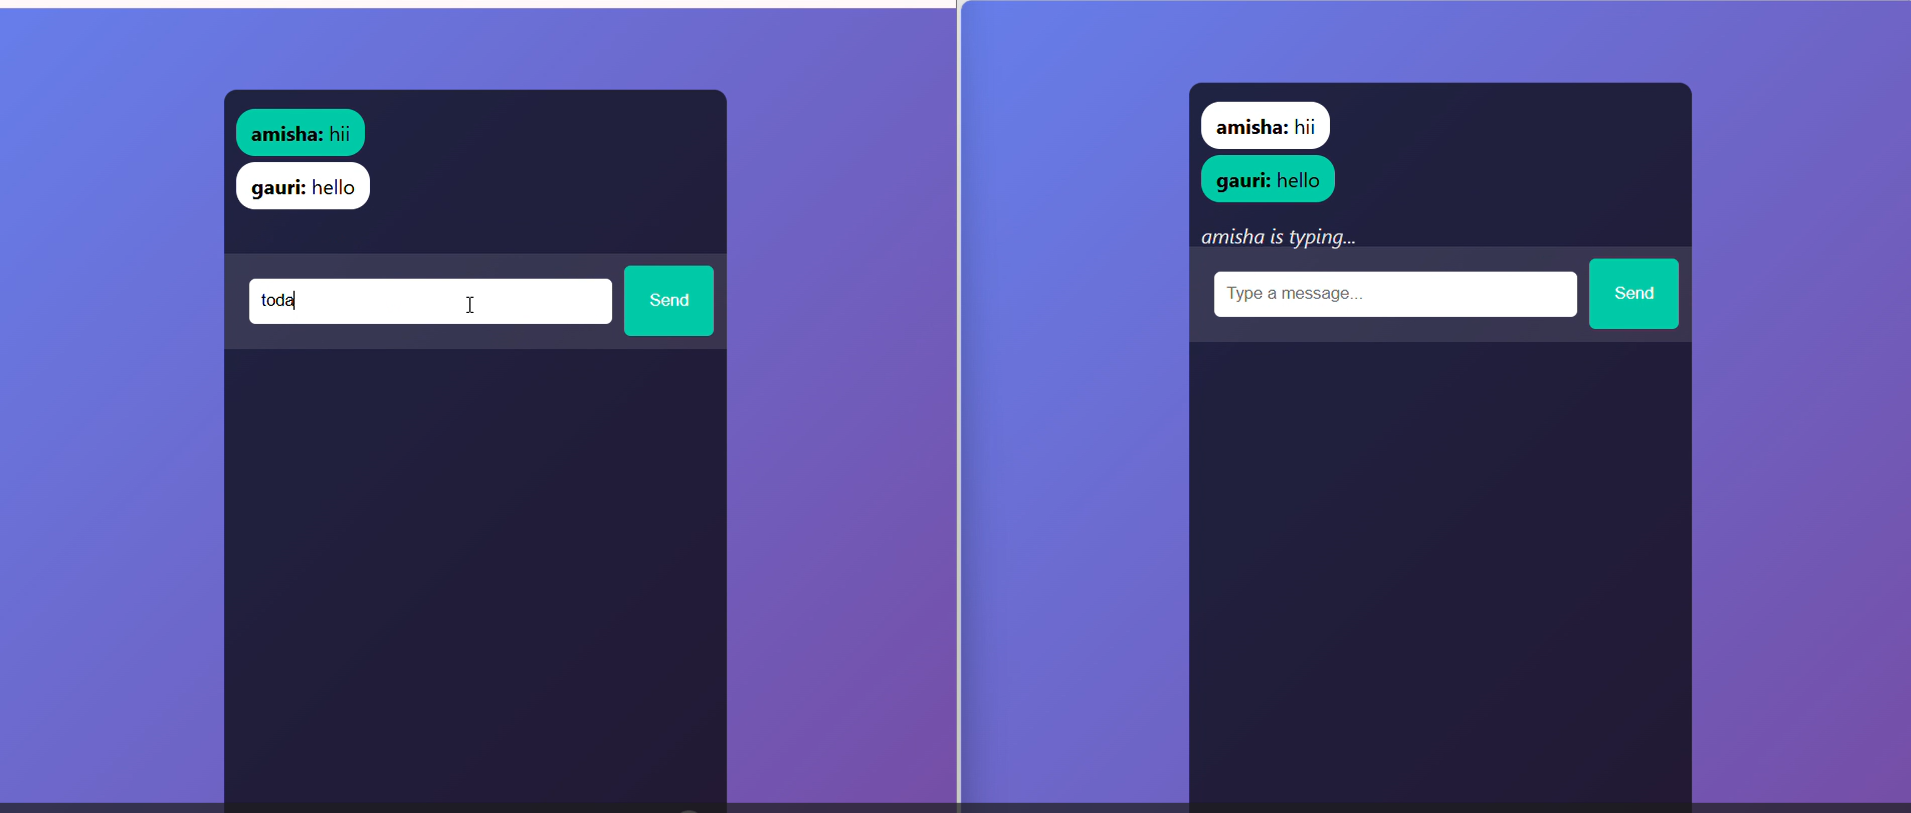 amisha: hii
gauri: hello
toda
Send
amisha: hii
gauri: hello
amisha is typing...
Type a message...
Send